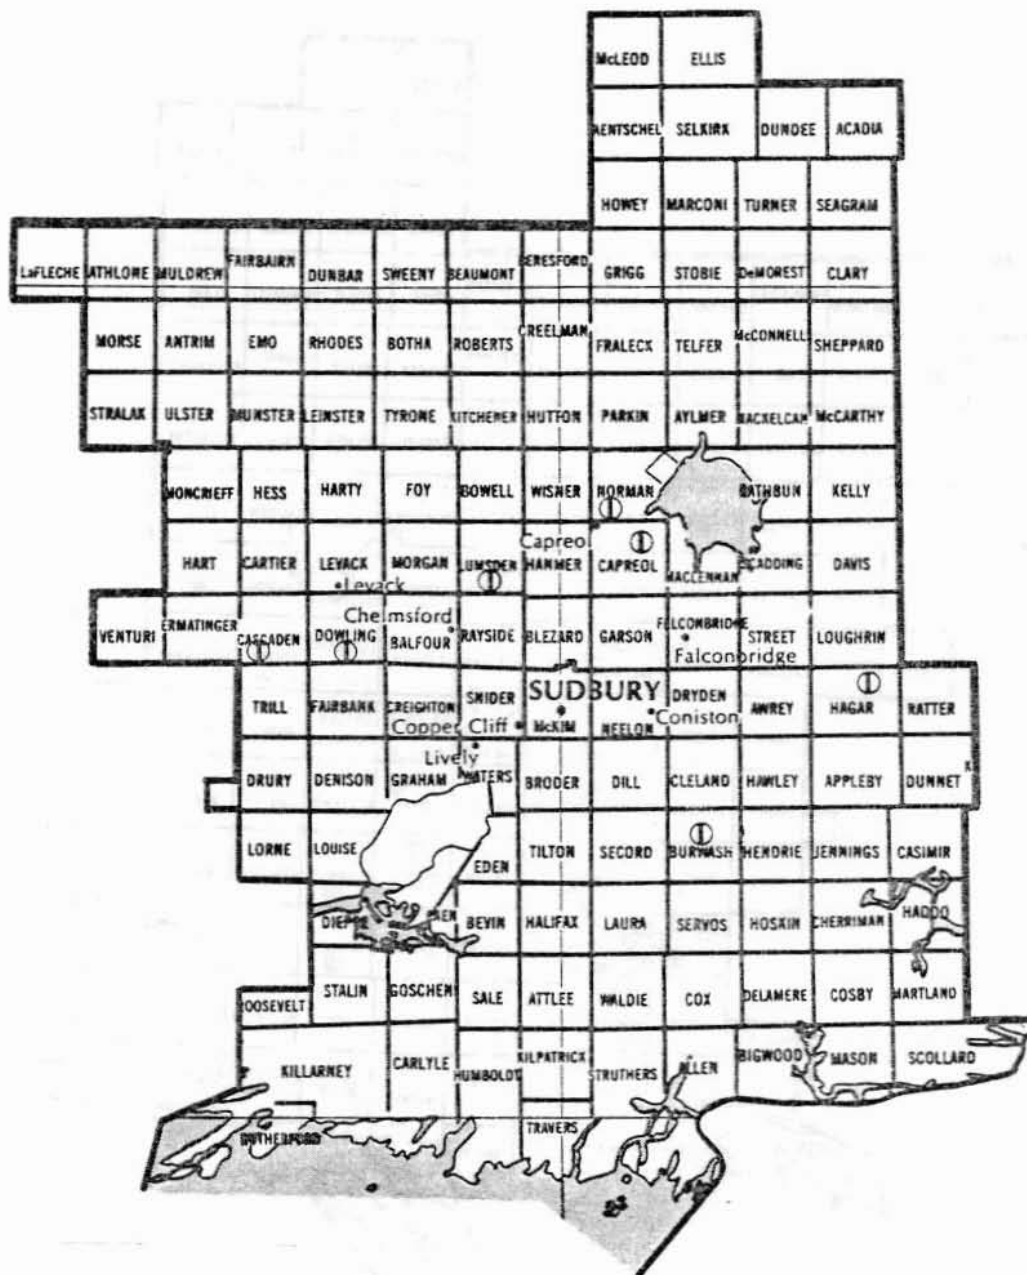 McLEOD ELLIS
SELKIRK DUNDEE ACADIA
HOWEY MARCONI TURNER SEAGRAM
LaFLECHE ATHLOWE MULDREW FAIRBAIRN DUNBAR SWEENY BEAUMONT BERESFORD GRIGG STOBIE DeMOREST CLARY
MORSE ANTRIM EMO RHODES BOTHA ROBERTS CREELMAN FRALECK TELFER McCONNELL SHEPPARD
STRALAK ULSTER MUNSTER LEINSTER TYRONE KITCHENER HUTTON PARKIN AYLMER MACKELCAN McCARTHY
MONCRIEFF HESS HARTY FOY BOWELL WISNER NORMAN RATHBUN KELLY
Capreol
HART CARTIER LEVACK MORGAN LUMSDEN HANMER CAPREOL MACLENNAN SCADDING DAVIS
Levack
Chelmsford
VENTURI ERMATINGER CASCADEN DOWLING BALFOUR RAYSIDE BLEZARD GARSON FALCONBRIDGE STREET LOUGHRIN
Falconbridge
SUDBURY
TRILL FAIRBANK CREIGHTON SNIDER McKIM NEELON DRYDEN AWREY HAGAR RATTER
Copper Cliff Coniston
Lively
DRURY DENISON GRAHAM WATERS BRODER DILL CLELAND HAWLEY APPLEBY DUNNET
LORNE LOUISE EDEN TILTON SECORD BURWASH HENDRIE JENNINGS CASIMIR
DIEPPE BEVIN HALIFAX LAURA SERVOS HOSKIN CHERRIMAN HADDO
ROOSEVELT STALIN GOSCHEN SALE ATTLEE WALDIE COX DELAMERE COSBY MARTLAND
KILLARNEY CARLYLE HUMBOLDT KILPATRICK STRUTHERS ALLEN BIGWOOD MASON SCOLLARD
RUTHERFORD TRAVERS